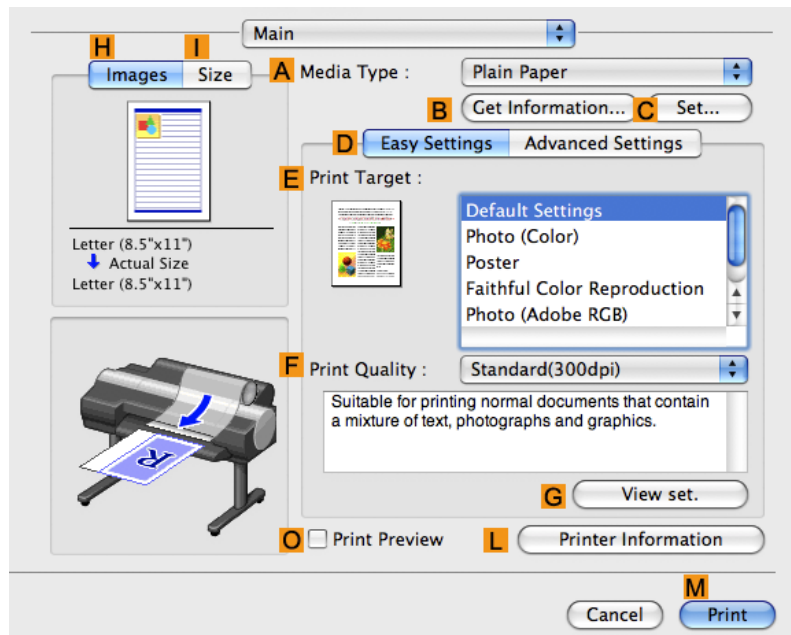 Main
H
I
Images
Size
A
Media Type :
Plain Paper
B
Get Information...
C
Set...
D
Easy Settings
Advanced Settings
E
Print Target :
Default Settings
Photo (Color)
Poster
Faithful Color Reproduction
Photo (Adobe RGB)
Letter (8.5"x11")
Actual Size
Letter (8.5"x11")
F
Print Quality :
Standard(300dpi)
Suitable for printing normal documents that contain
a mixture of text, photographs and graphics.
R
G
View set.
O
Print Preview
L
Printer Information
M
Cancel
Print